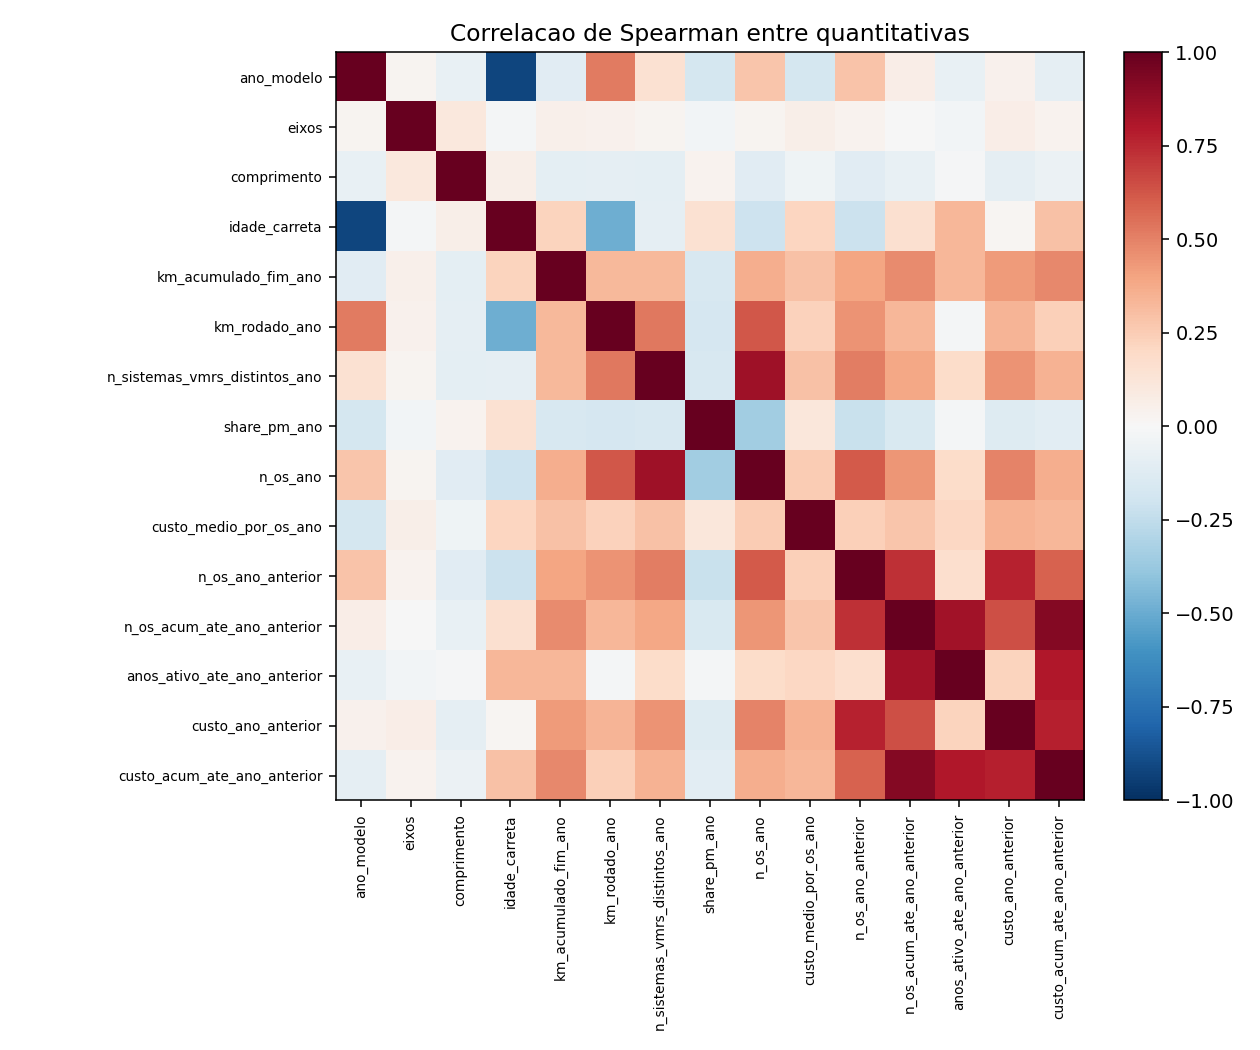 Correlacao de Spearman entre quantitativas
ano_modelo
eixos
comprimento
idade_carreta
km_acumulado_fim_ano
km_rodado_ano
n_sistemas_vmrs_distintos_ano
share_pm_ano
n_os_ano
custo_medio_por_os_ano
n_os_ano_anterior
n_os_acum_ate_ano_anterior
anos_ativo_ate_ano_anterior
custo_ano_anterior
custo_acum_ate_ano_anterior
ano_modelo
eixos
comprimento
idade_carreta
km_acumulado_fim_ano
km_rodado_ano
n_sistemas_vmrs_distintos_ano
share_pm_ano
n_os_ano
custo_medio_por_os_ano
n_os_ano_anterior
n_os_acum_ate_ano_anterior
anos_ativo_ate_ano_anterior
custo_ano_anterior
custo_acum_ate_ano_anterior
1.00
0.75
0.50
0.25
0.00
−0.25
−0.50
−0.75
−1.00